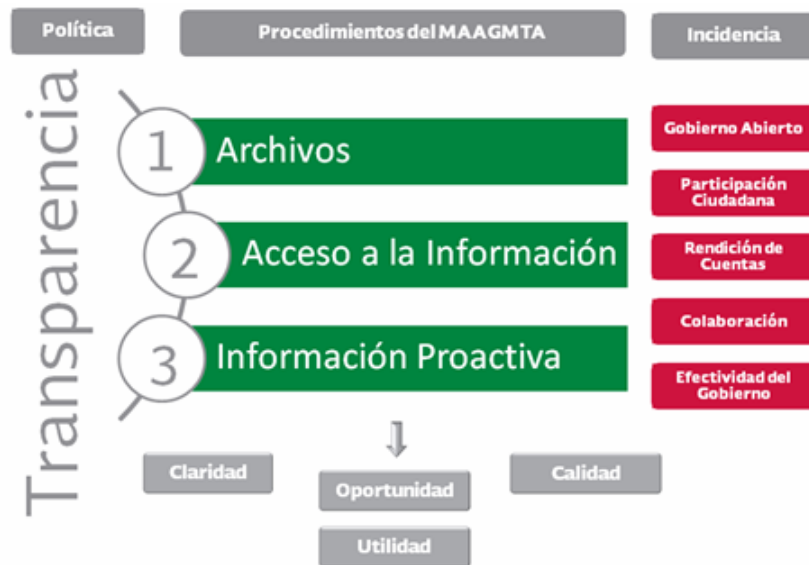 Política
Procedimientos del MAAGMTA
Incidencia
Transparencia
1 Archivos
2 Acceso a la Información
3 Información Proactiva
Gobierno Abierto
Participación
Ciudadana
Rendición de
Cuentas
Colaboración
Efectividad del
Gobierno
Claridad
Oportunidad
Calidad
Utilidad